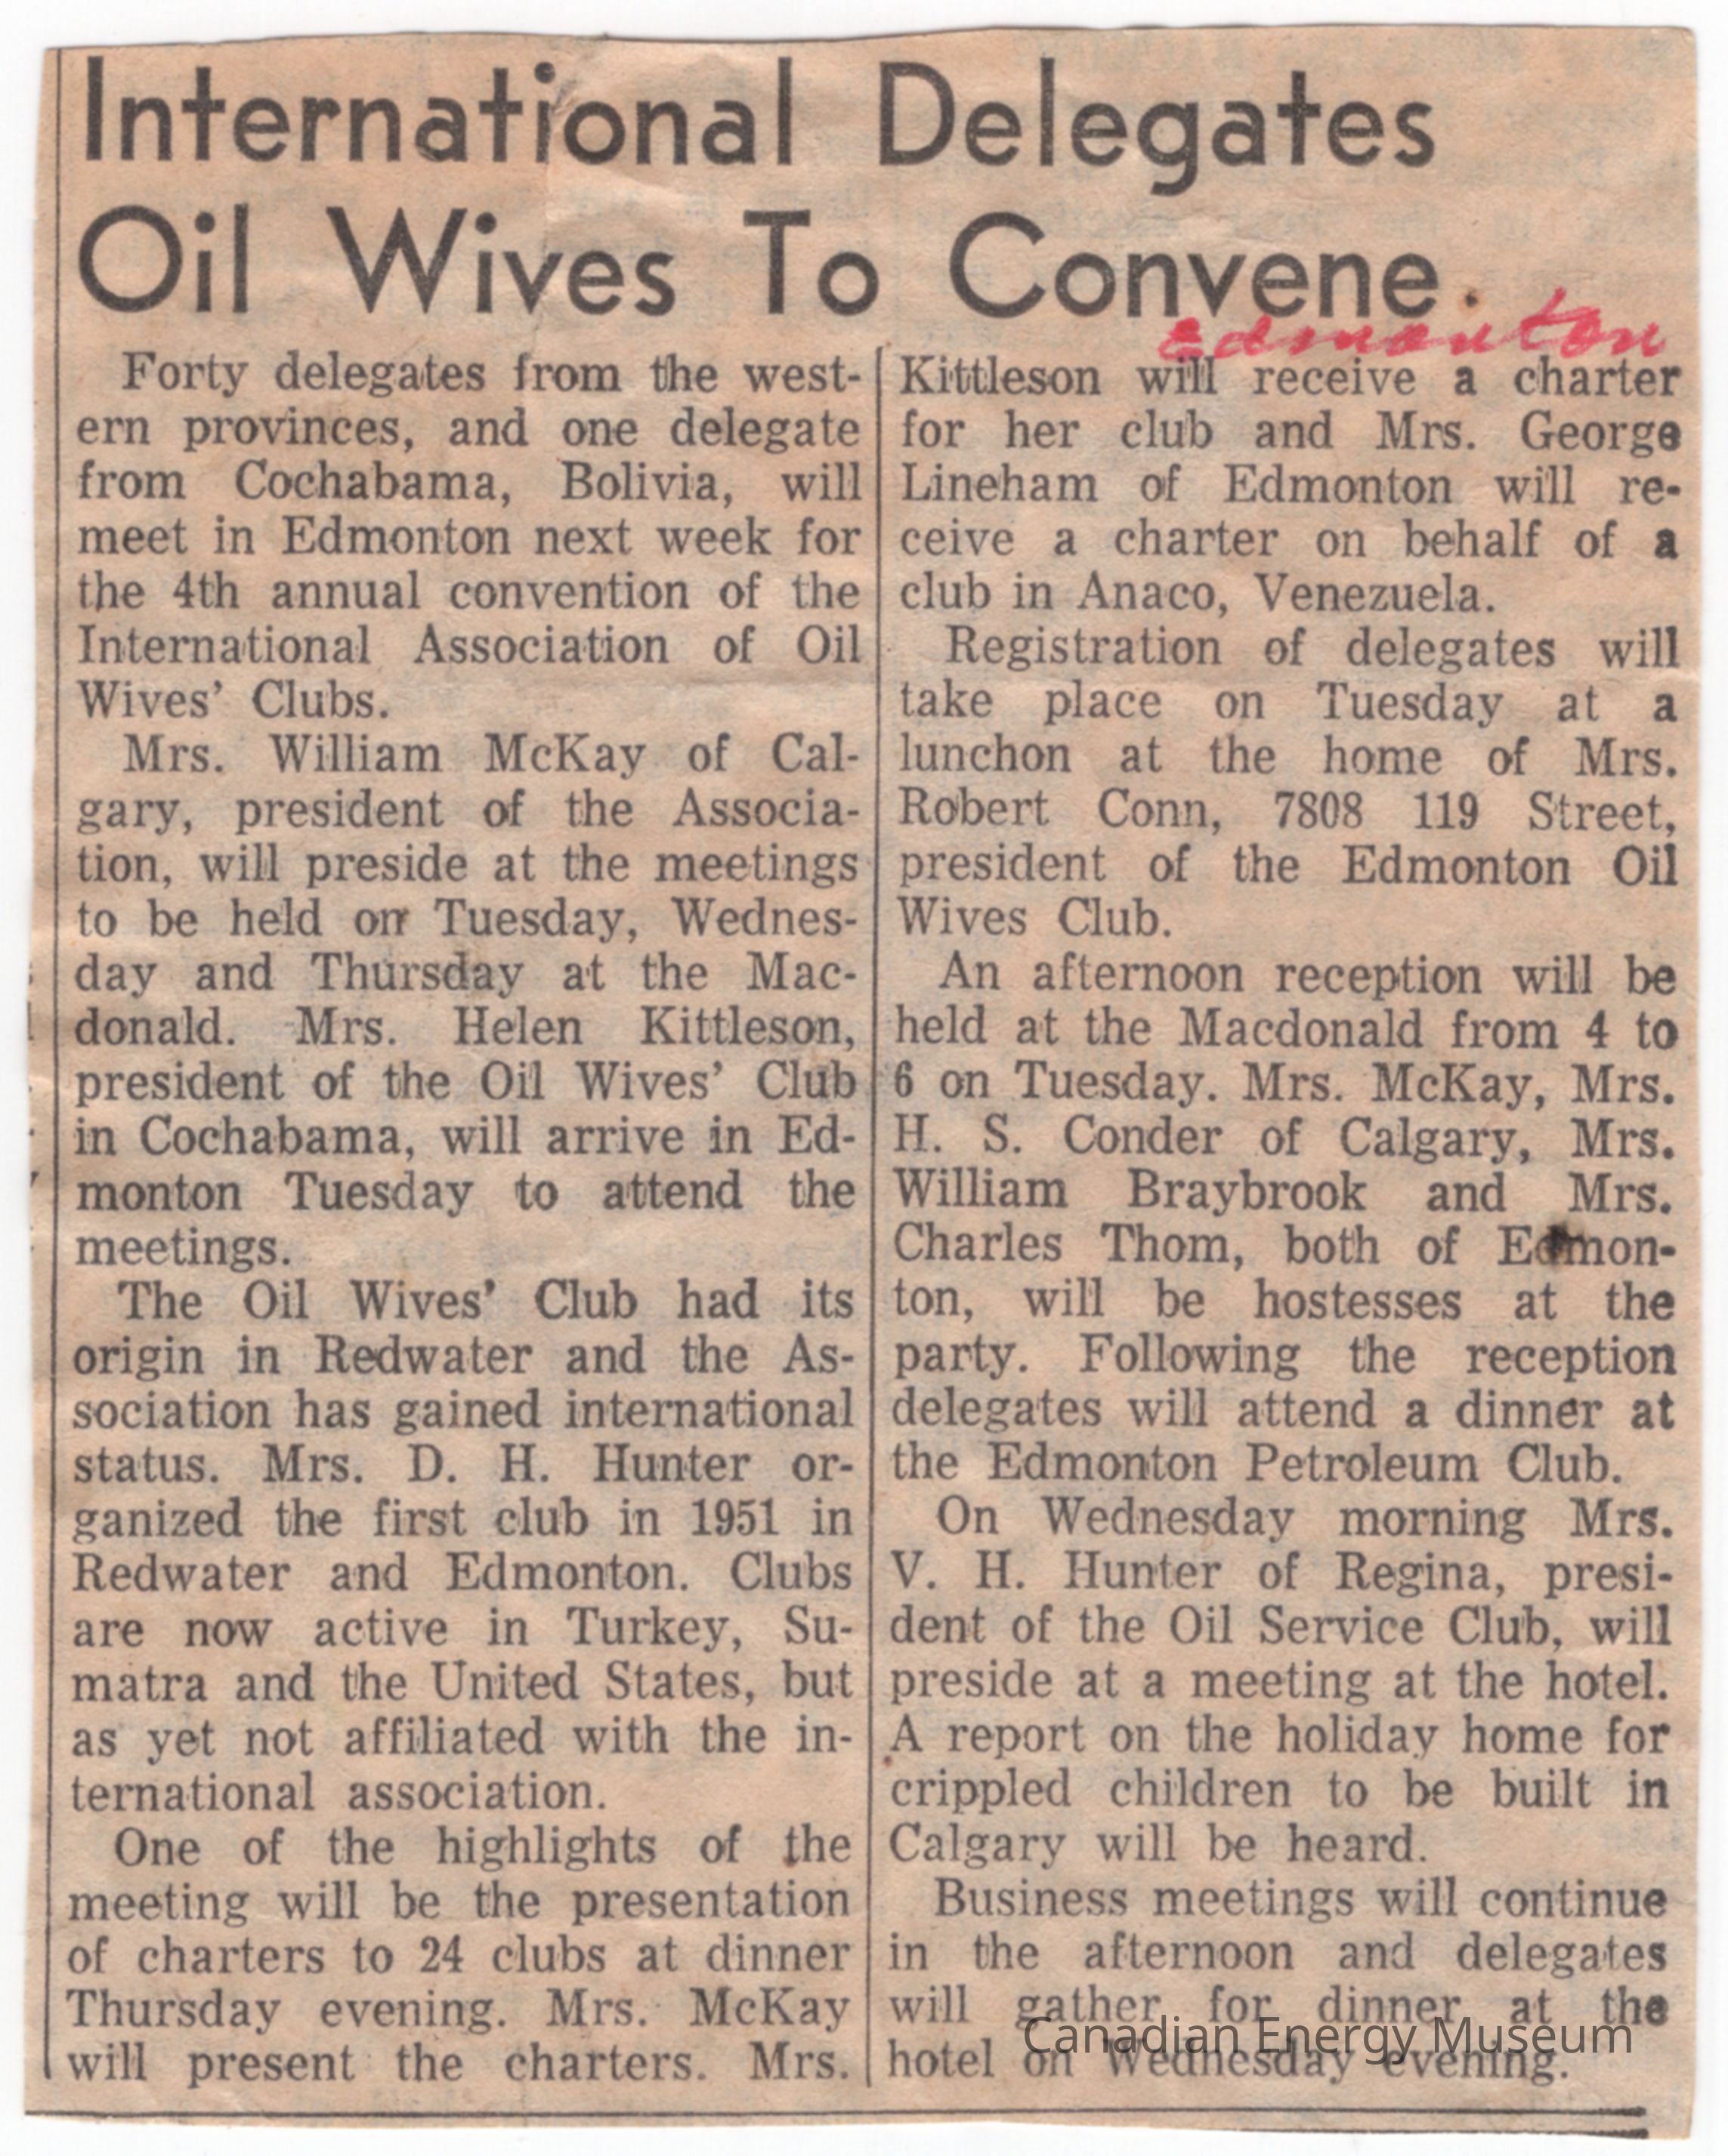 International Delegates
Oil Wives To Convene.
edmonton
Forty delegates from the west-
ern provinces, and one delegate
from Cochabama, Bolivia, will
meet in Edmonton next week for
the 4th annual convention of the
International Association of Oil
Wives' Clubs.
Mrs. William McKay of Cal-
gary, president of the Associa-
tion, will preside at the meetings
to be held on Tuesday, Wednes-
day and Thursday at the Mac-
donald. Mrs. Helen Kittleson,
president of the Oil Wives' Club
in Cochabama, will arrive in Ed-
monton Tuesday to attend the
meetings.
The Oil Wives' Club had its
origin in Redwater and the As-
sociation has gained international
status. Mrs. D. H. Hunter or-
ganized the first club in 1951 in
Redwater and Edmonton. Clubs
are now active in Turkey, Su-
matra and the United States, but
as yet not affiliated with the in-
ternational association.
One of the highlights of the
meeting will be the presentation
of charters to 24 clubs at dinner
Thursday evening. Mrs. McKay
will present the charters. Mrs.
Kittleson will receive a charter
for her club and Mrs. George
Lineham of Edmonton will re-
ceive a charter on behalf of a
club in Anaco, Venezuela.
Registration of delegates will
take place on Tuesday at a
lunchon at the home of Mrs.
Robert Conn, 7808 119 Street,
president of the Edmonton Oil
Wives Club.
An afternoon reception will be
held at the Macdonald from 4 to
6 on Tuesday. Mrs. McKay, Mrs.
H. S. Conder of Calgary, Mrs.
William Braybrook and Mrs.
Charles Thom, both of Edmon-
ton, will be hostesses at the
party. Following the reception
delegates will attend a dinner at
the Edmonton Petroleum Club.
On Wednesday morning Mrs.
V. H. Hunter of Regina, presi-
dent of the Oil Service Club, will
preside at a meeting at the hotel.
A report on the holiday home for
crippled children to be built in
Calgary will be heard.
Business meetings will continue
in the afternoon and delegates
will gather for dinner at the
hotel on Wednesday evening.
Canadian Energy Museum